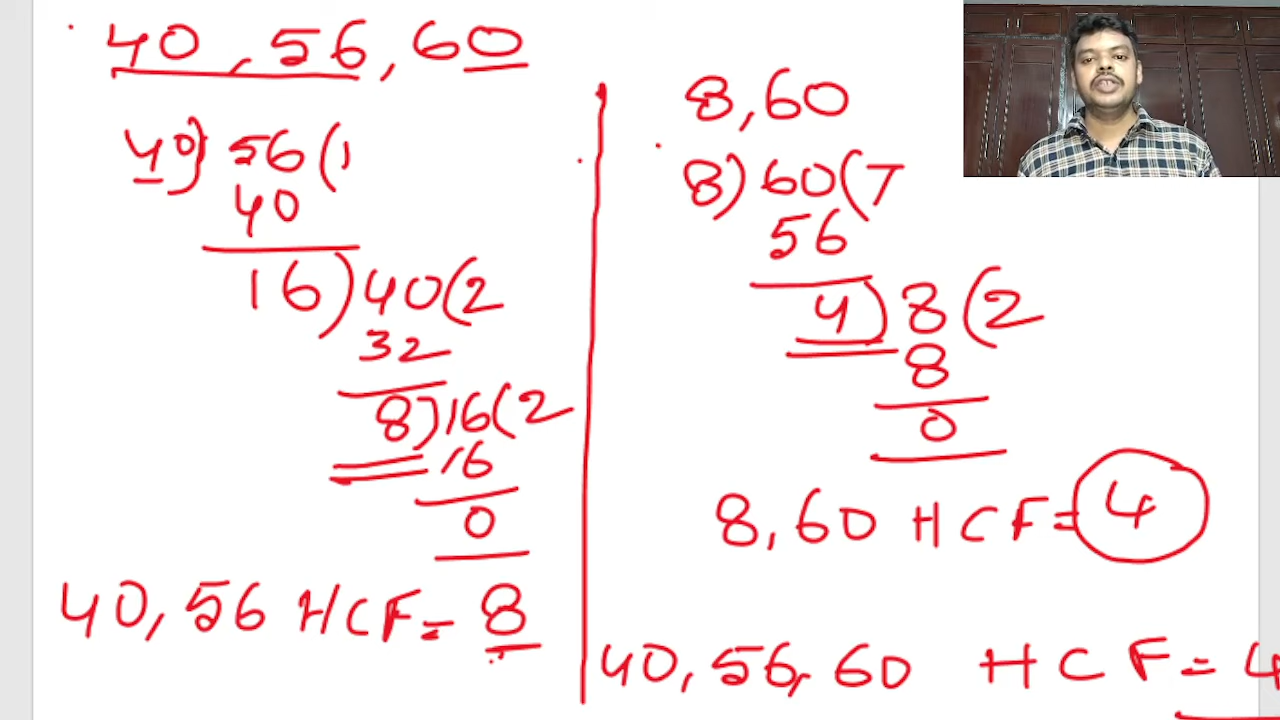 40, 56, 60
40) 56 (1
40
16) 40 (2
32
8) 16 (2
16
0
40, 56 HCF = 8
8, 60
8) 60 (7
56
4) 8 (2
8
0
8, 60 HCF = 4
40, 56, 60 HCF = 4